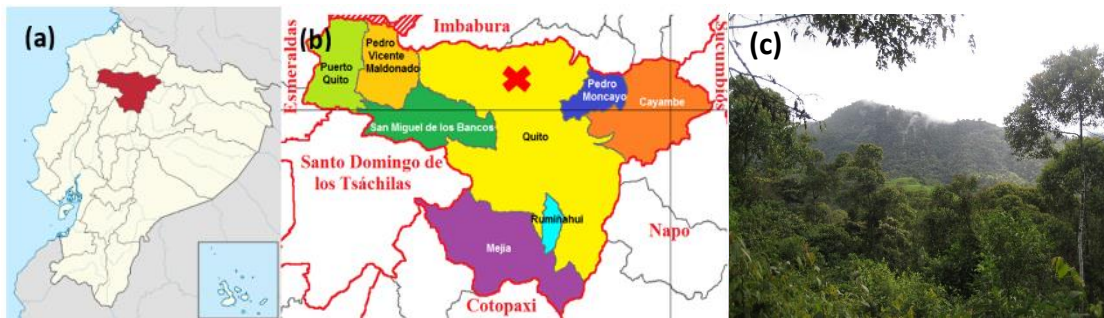 (a)
(b)
Imbabura
Esmeraldas
Sucumbios
Puerto
Quito
Pedro
Vicente
Maldonado
Pedro
Moncayo
Cayambe
San Miguel de los Bancos
Quito
Santo Domingo de
los Tsáchilas
Rumiñahui
Mejía
Napo
Cotopaxi
(c)